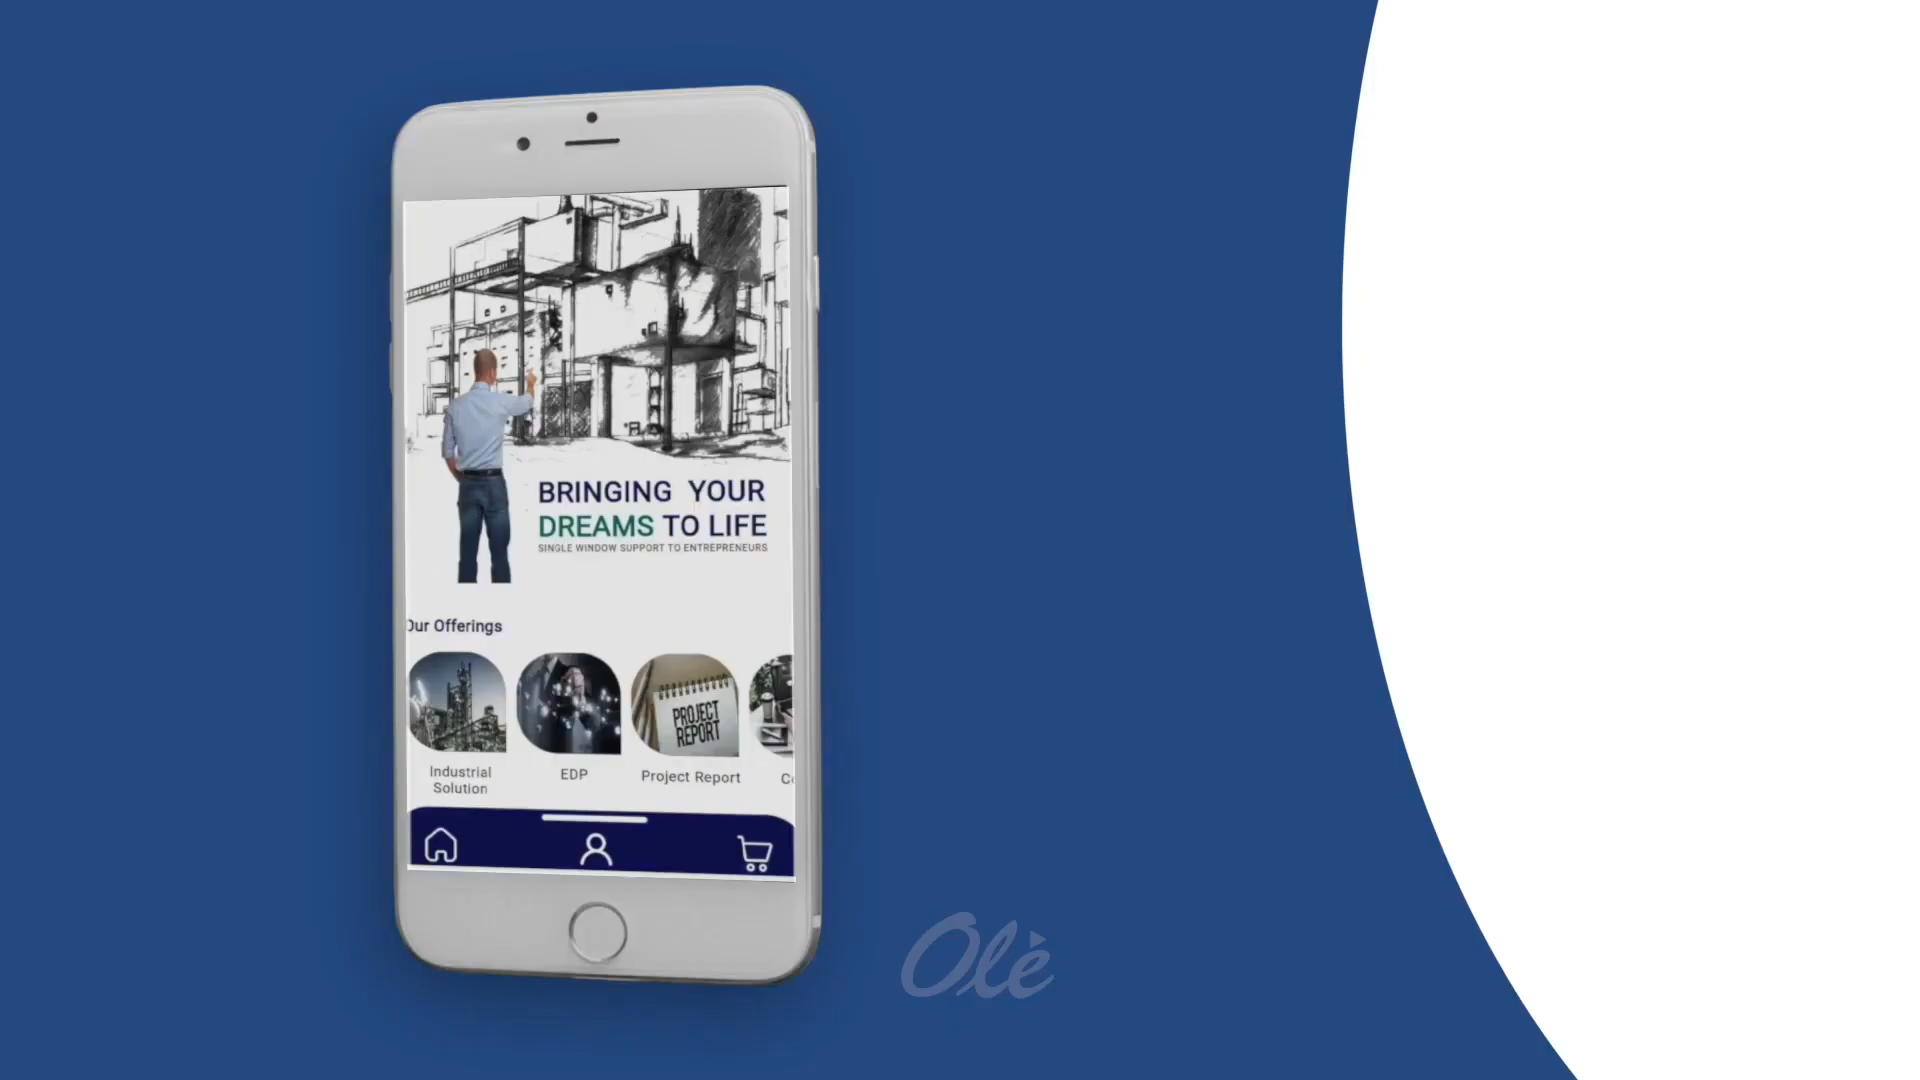 BRINGING YOUR
DREAMS TO LIFE
SINGLE WINDOW SUPPORT TO ENTREPRENEURS
Our Offerings
PROJECT
REPORT
Industrial
Solution
EDP
Project Report
Olè